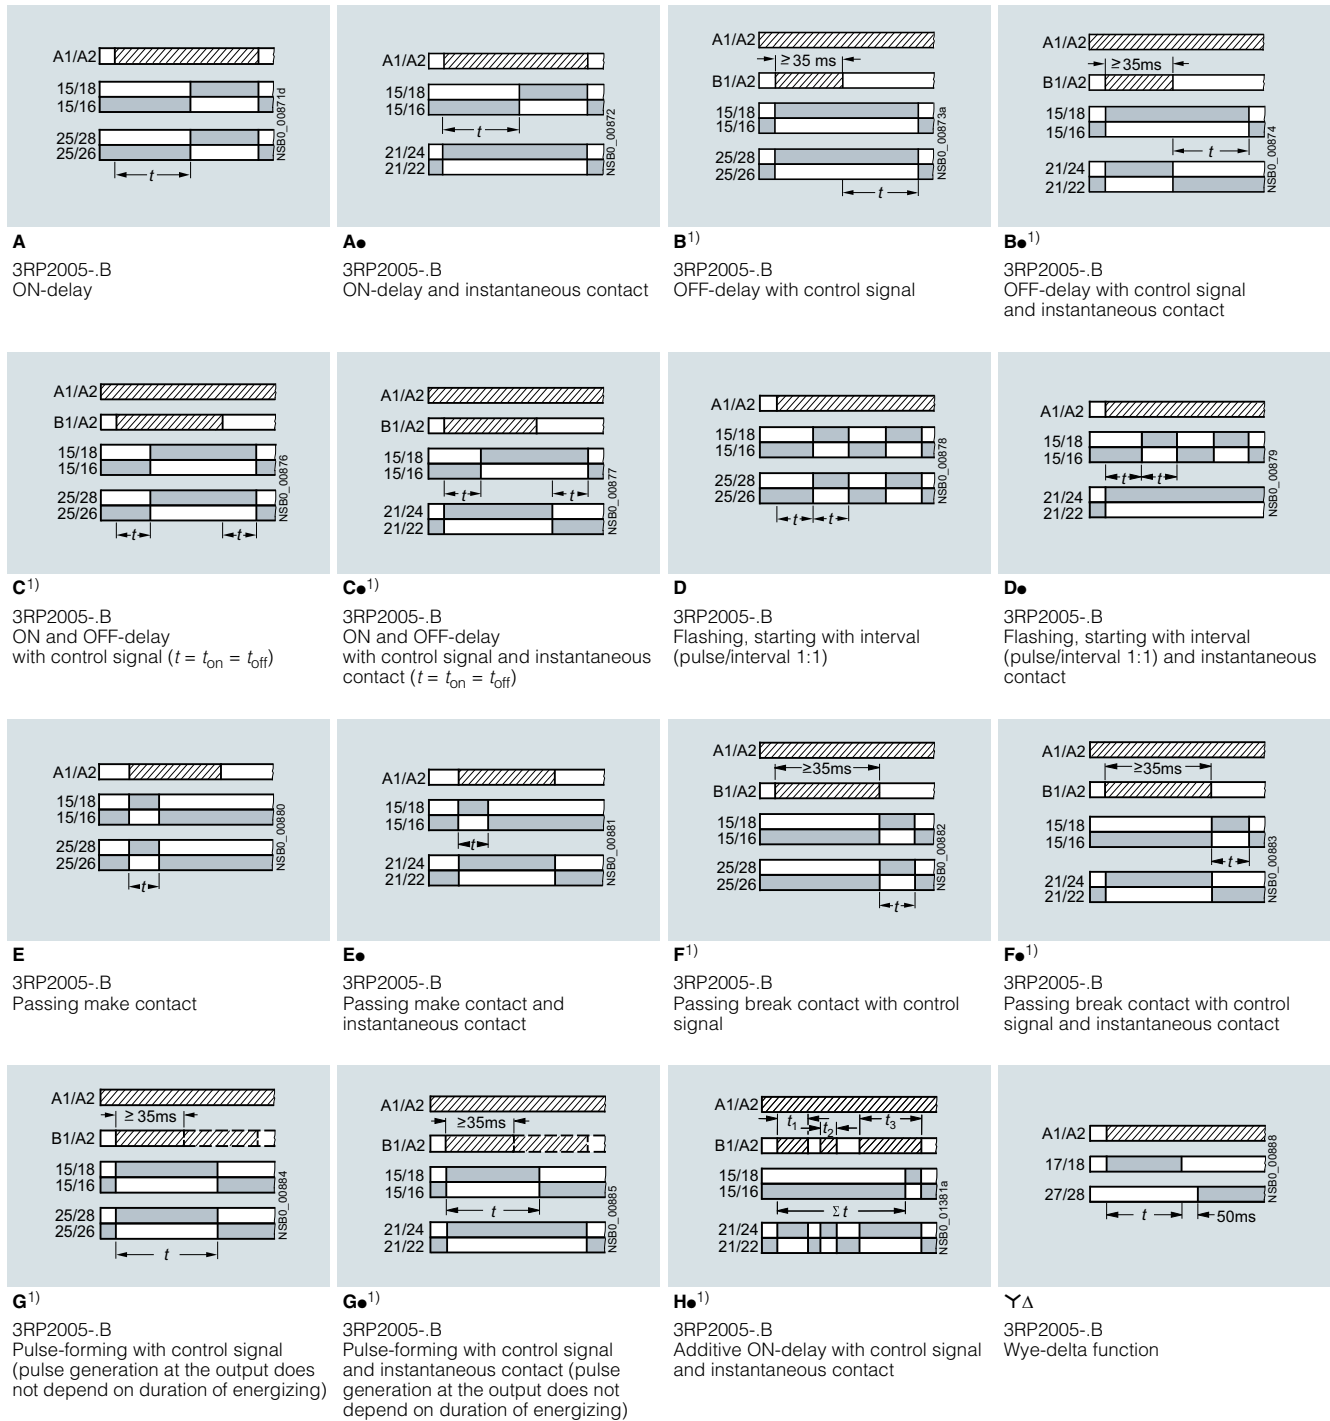 A1/A2
15/18
15/16
25/28
25/26
t
NSB0_00871d
A
3RP2005-.B
ON-delay
A1/A2
15/18
15/16
t
21/24
21/22
NSB0_00872
A●
3RP2005-.B
ON-delay and instantaneous contact
A1/A2
≥35 ms
B1/A2
15/18
15/16
25/28
25/26
t
NSB0_00873a
B1)
3RP2005-.B
OFF-delay with control signal
A1/A2
≥35ms
B1/A2
15/18
15/16
t
21/24
21/22
NSB0_00874
B●1)
3RP2005-.B
OFF-delay with control signal
and instantaneous contact
A1/A2
B1/A2
15/18
15/16
25/28
25/26
t
t
NSB0_00876
C1)
3RP2005-.B
ON and OFF-delay
with control signal (t = ton = toff)
A1/A2
B1/A2
15/18
15/16
t
t
21/24
21/22
NSB0_00877
C●1)
3RP2005-.B
ON and OFF-delay
with control signal and instantaneous
contact (t = ton = toff)
A1/A2
15/18
15/16
25/28
25/26
t
t
NSB0_00878
D
3RP2005-.B
Flashing, starting with interval
(pulse/interval 1:1)
A1/A2
15/18
15/16
t
t
21/24
21/22
NSB0_00879
D●
3RP2005-.B
Flashing, starting with interval
(pulse/interval 1:1) and instantaneous
contact
A1/A2
15/18
15/16
25/28
25/26
t
NSB0_00880
E
3RP2005-.B
Passing make contact
A1/A2
15/18
15/16
t
21/24
21/22
NSB0_00881
E●
3RP2005-.B
Passing make contact and
instantaneous contact
A1/A2
≥35ms
B1/A2
15/18
15/16
25/28
25/26
t
NSB0_00882
F1)
3RP2005-.B
Passing break contact with control
signal
A1/A2
≥35ms
B1/A2
15/18
15/16
t
21/24
21/22
NSB0_00883
F●1)
3RP2005-.B
Passing break contact with control
signal and instantaneous contact
A1/A2
≥ 35ms
B1/A2
15/18
15/16
25/28
25/26
t
NSB0_00884
G1)
3RP2005-.B
Pulse-forming with control signal
(pulse generation at the output does
not depend on duration of energizing)
A1/A2
≥35ms
B1/A2
15/18
15/16
t
21/24
21/22
NSB0_00885
G●1)
3RP2005-.B
Pulse-forming with control signal
and instantaneous contact (pulse
generation at the output does not
depend on duration of energizing)
A1/A2
t1 t2 t3
B1/A2
15/18
15/16
Σt
21/24
21/22
NSB0_01381a
H●1)
3RP2005-.B
Additive ON-delay with control signal
and instantaneous contact
A1/A2
17/18
27/28
t 50ms
NSB0_00888
YΔ
3RP2005-.B
Wye-delta function